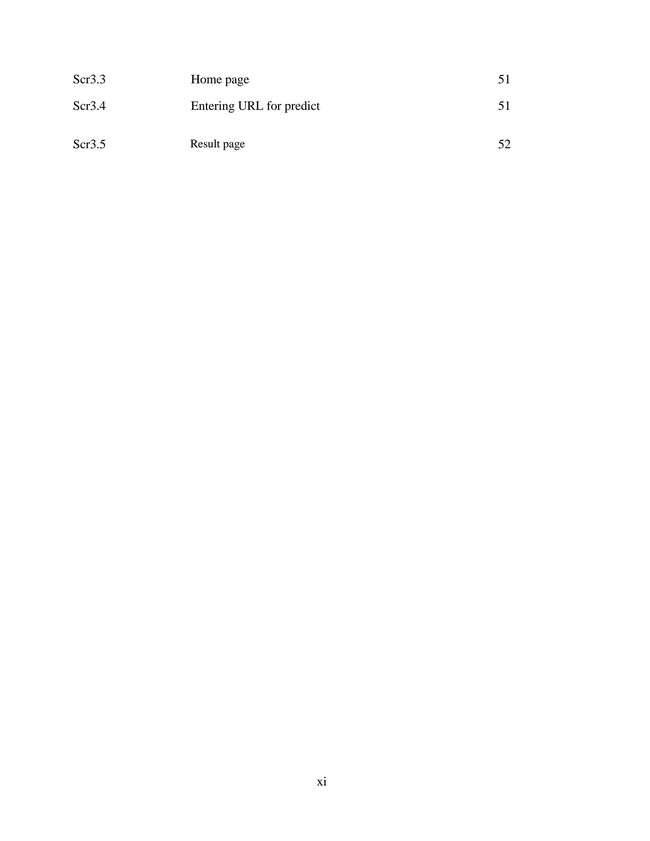 Scr3.3 Home page 51
Scr3.4 Entering URL for predict 51
Scr3.5 Result page 52
xi